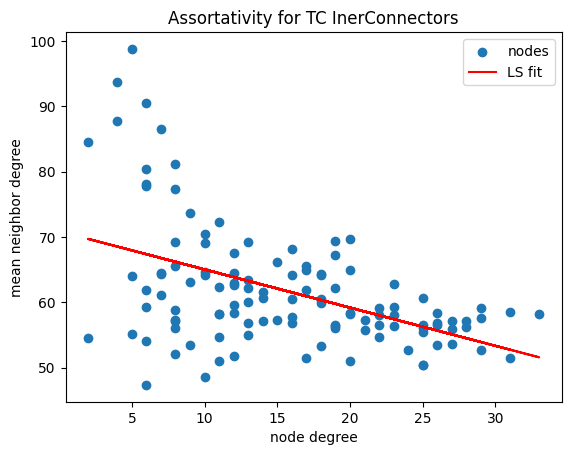 Assortativity for TC InerConnectors
nodes
LS fit
mean neighbor degree
100
90
80
70
60
50
5
10
15
20
25
30
node degree